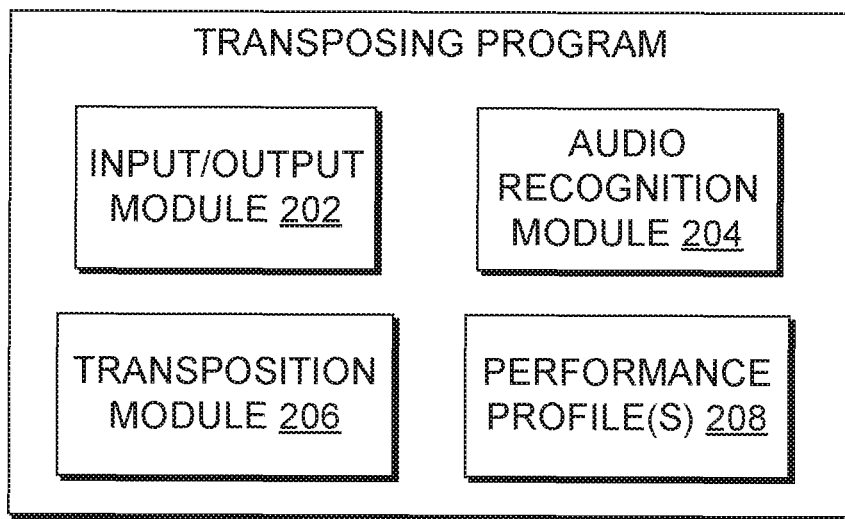 TRANSPOSING PROGRAM
INPUT/OUTPUT
MODULE 202
AUDIO
RECOGNITION
MODULE 204
TRANSPOSITION
MODULE 206
PERFORMANCE
PROFILE(S) 208